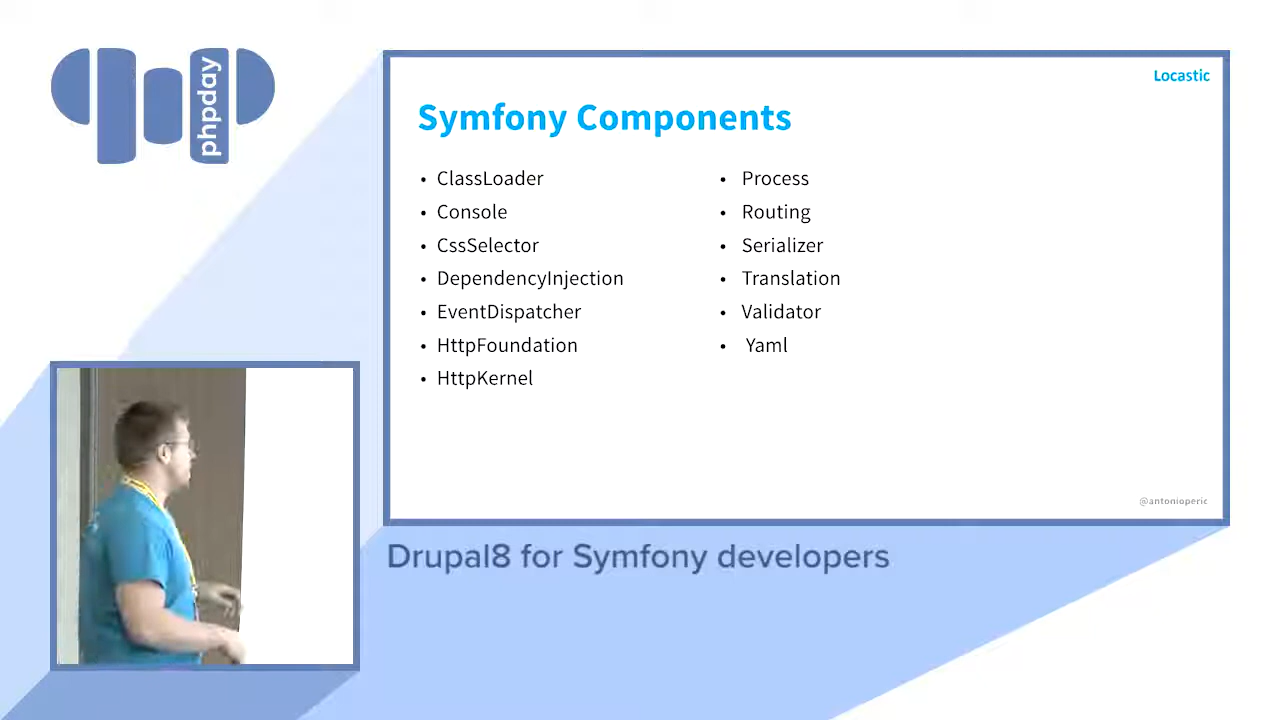 phpday
Locastic
Symfony Components
• ClassLoader
• Console
• CssSelector
• DependencyInjection
• EventDispatcher
• HttpFoundation
• HttpKernel
• Process
• Routing
• Serializer
• Translation
• Validator
• Yaml
@antonioperic
Drupal8 for Symfony developers